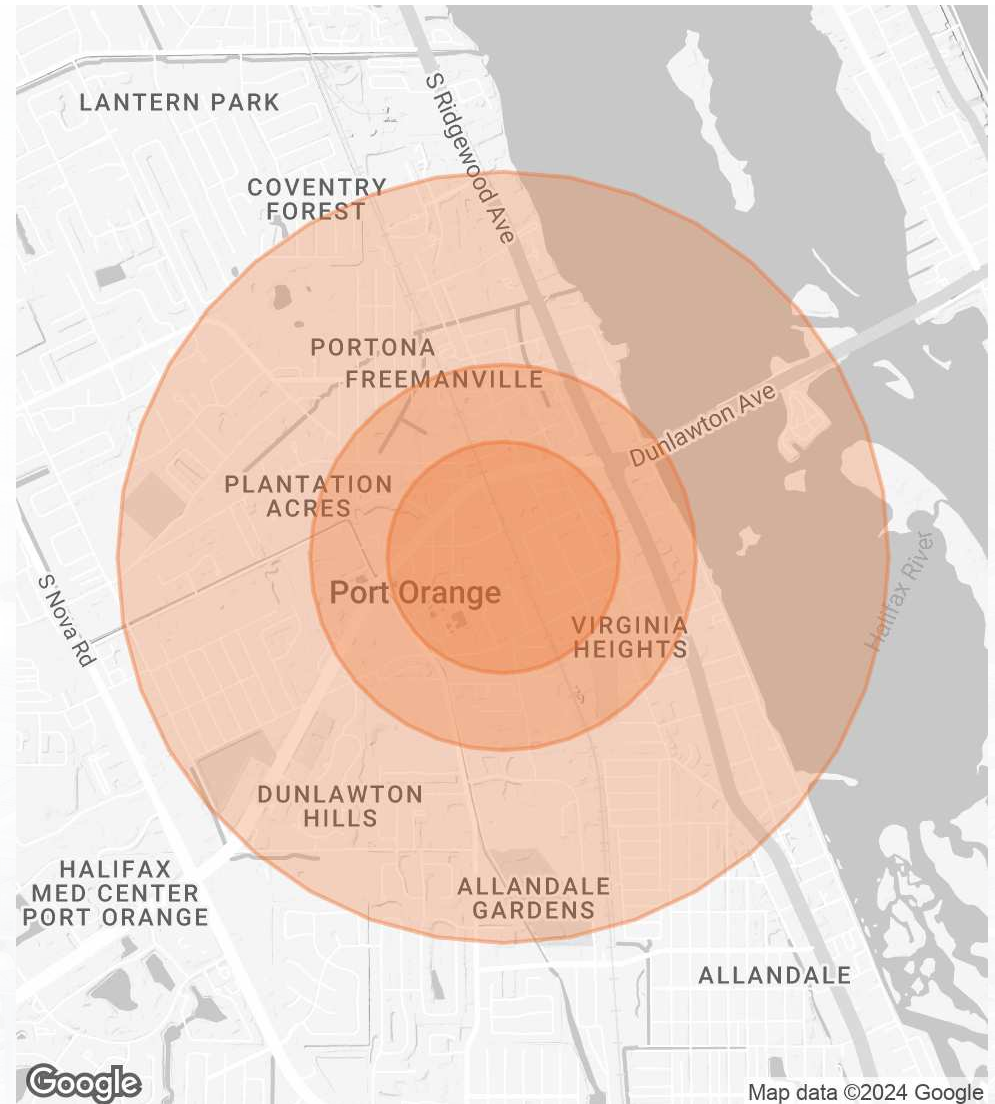 LANTERN PARK
S Ridgewood Ave
COVENTRY
FOREST
PORTONA
FREEMANVILLE
Dunlawton Ave
PLANTATION
ACRES
Halifax River
S Nova Rd
Port Orange
VIRGINIA
HEIGHTS
DUNLAWTON
HILLS
HALIFAX
MED CENTER
PORT ORANGE
ALLANDALE
GARDENS
ALLANDALE
Google
Map data ©2024 Google